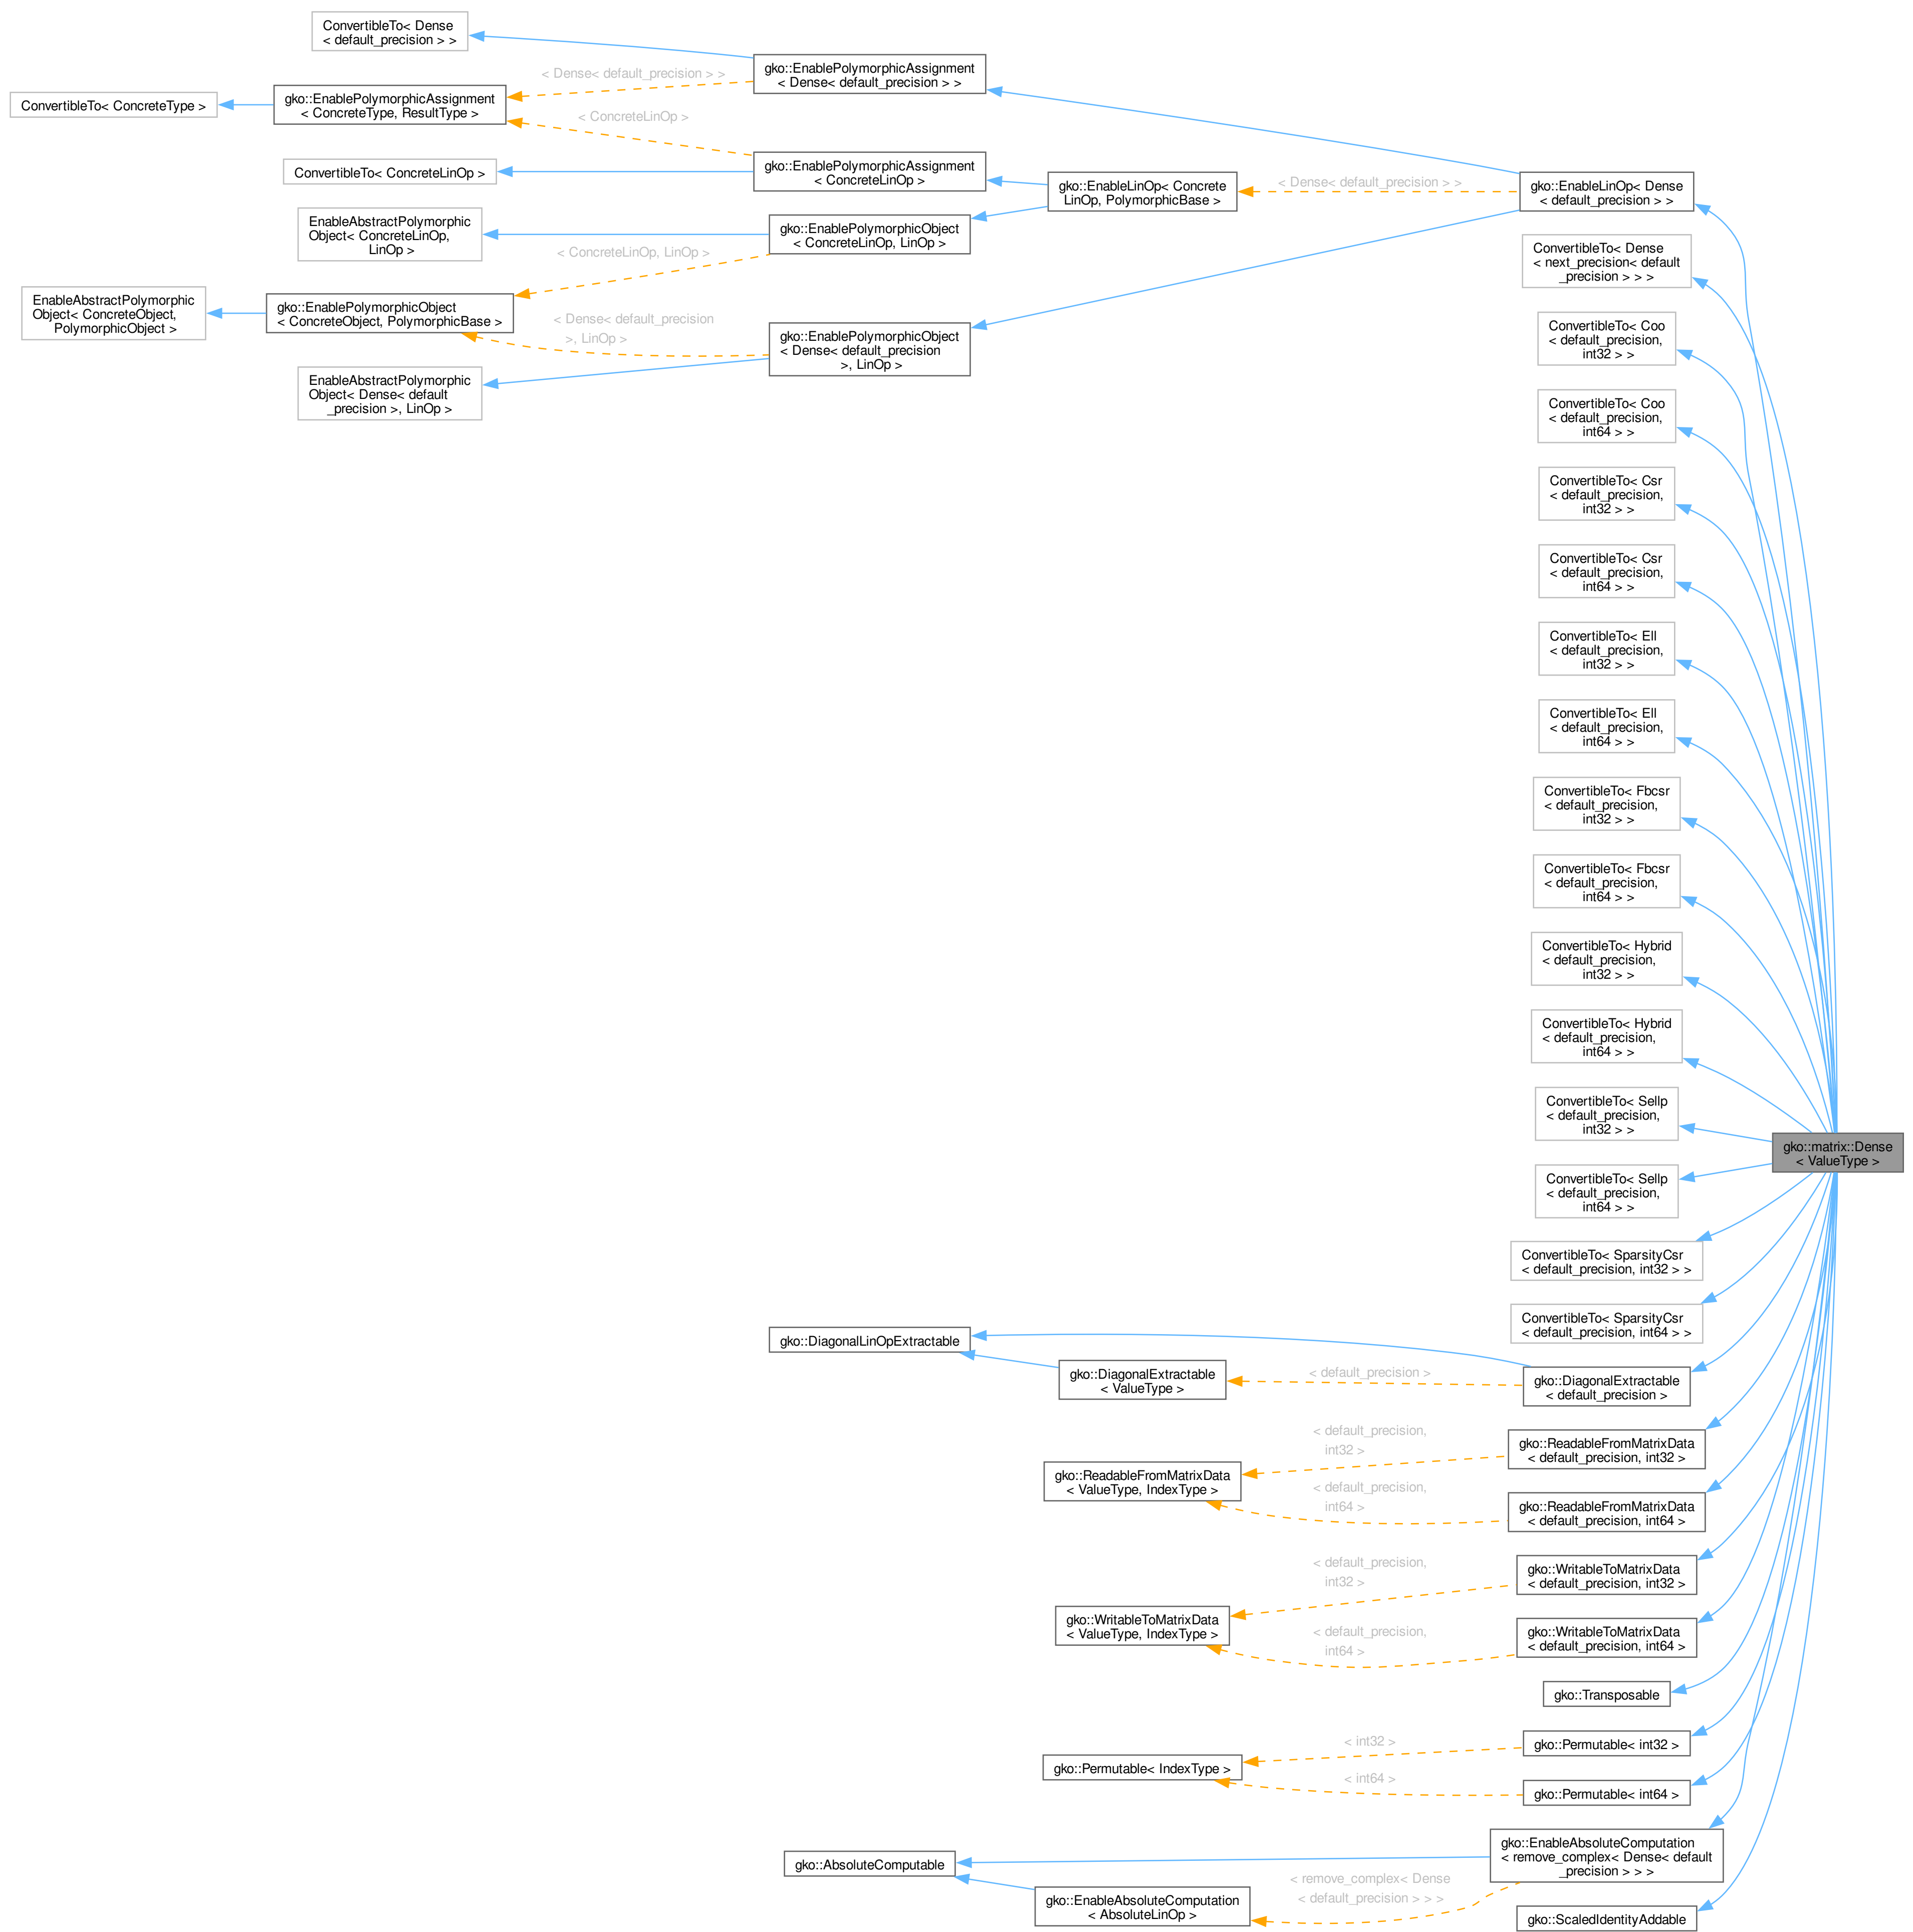 ConvertibleTo< Dense
< default_precision > >
gko::EnablePolymorphicAssignment
< Dense< default_precision > >
< Dense< default_precision > >
gko::EnablePolymorphicAssignment
< ConcreteType, ResultType >
ConvertibleTo< ConcreteType >
< ConcreteLinOp >
gko::EnablePolymorphicAssignment
< ConcreteLinOp >
ConvertibleTo< ConcreteLinOp >
gko::EnableLinOp< Concrete
LinOp, PolymorphicBase >
< Dense< default_precision > >
gko::EnableLinOp< Dense
< default_precision > >
EnableAbstractPolymorphic
Object< ConcreteLinOp,
LinOp >
gko::EnablePolymorphicObject
< ConcreteLinOp, LinOp >
< ConcreteLinOp, LinOp >
ConvertibleTo< Dense
< next_precision< default
_precision > > >
EnableAbstractPolymorphic
Object< ConcreteObject,
PolymorphicObject >
gko::EnablePolymorphicObject
< ConcreteObject, PolymorphicBase >
< Dense< default_precision
>, LinOp >
gko::EnablePolymorphicObject
< Dense< default_precision
>, LinOp >
EnableAbstractPolymorphic
Object< Dense< default
_precision >, LinOp >
ConvertibleTo< Coo
< default_precision,
int32 > >
ConvertibleTo< Coo
< default_precision,
int64 > >
ConvertibleTo< Csr
< default_precision,
int32 > >
ConvertibleTo< Csr
< default_precision,
int64 > >
ConvertibleTo< Ell
< default_precision,
int32 > >
ConvertibleTo< Ell
< default_precision,
int64 > >
ConvertibleTo< Fbcsr
< default_precision,
int32 > >
ConvertibleTo< Fbcsr
< default_precision,
int64 > >
ConvertibleTo< Hybrid
< default_precision,
int32 > >
ConvertibleTo< Hybrid
< default_precision,
int64 > >
ConvertibleTo< Sellp
< default_precision,
int32 > >
gko::matrix::Dense
< ValueType >
ConvertibleTo< Sellp
< default_precision,
int64 > >
ConvertibleTo< SparsityCsr
< default_precision, int32 > >
ConvertibleTo< SparsityCsr
< default_precision, int64 > >
gko::DiagonalLinOpExtractable
gko::DiagonalExtractable
< ValueType >
< default_precision >
gko::DiagonalExtractable
< default_precision >
< default_precision,
int32 >
gko::ReadableFromMatrixData
< default_precision, int32 >
gko::ReadableFromMatrixData
< ValueType, IndexType >
< default_precision,
int64 >
gko::ReadableFromMatrixData
< default_precision, int64 >
< default_precision,
int32 >
gko::WritableToMatrixData
< default_precision, int32 >
gko::WritableToMatrixData
< ValueType, IndexType >
< default_precision,
int64 >
gko::WritableToMatrixData
< default_precision, int64 >
gko::Transposable
< int32 >
gko::Permutable< int32 >
gko::Permutable< IndexType >
< int64 >
gko::Permutable< int64 >
gko::EnableAbsoluteComputation
< remove_complex< Dense< default
_precision > > >
gko::AbsoluteComputable
< remove_complex< Dense
< default_precision > > >
gko::EnableAbsoluteComputation
< AbsoluteLinOp >
gko::ScaledIdentityAddable